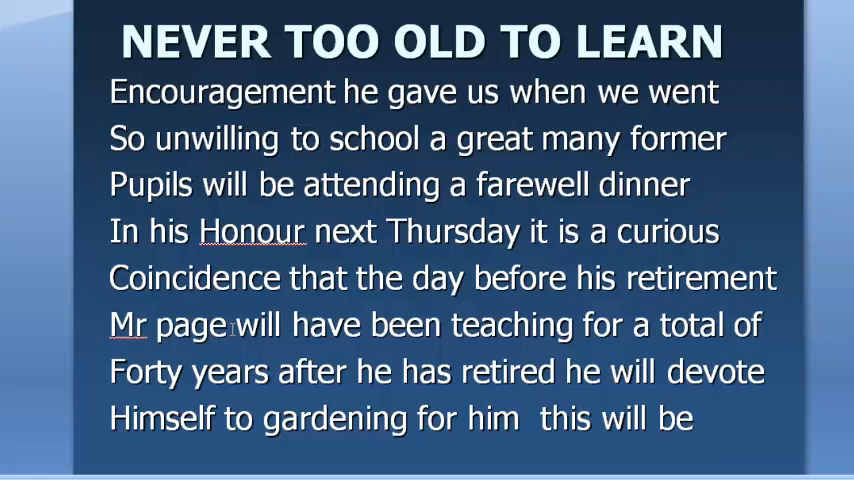 NEVER TOO OLD TO LEARN
Encouragement he gave us when we went
So unwilling to school a great many former
Pupils will be attending a farewell dinner
In his Honour next Thursday it is a curious
Coincidence that the day before his retirement
Mr page will have been teaching for a total of
Forty years after he has retired he will devote
Himself to gardening for him  this will be